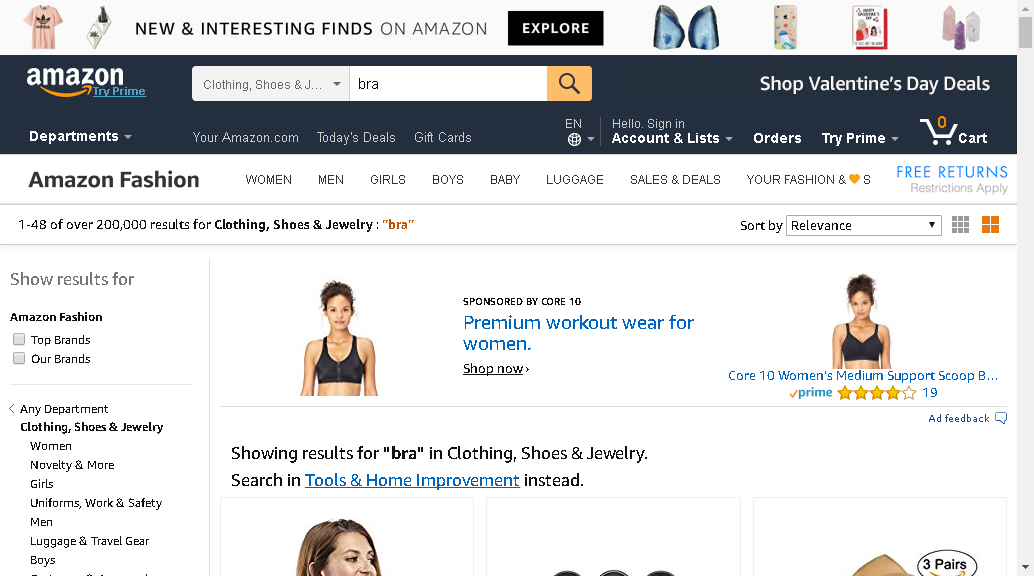 NEW & INTERESTING FINDS ON AMAZON EXPLORE
amazon
Try Prime
Clothing, Shoes & J...
bra
Shop Valentine's Day Deals
Departments
Your Amazon.com
Today's Deals
Gift Cards
EN
Hello. Sign in
Account & Lists
Orders
Try Prime
0
Cart
Amazon Fashion
WOMEN
MEN
GIRLS
BOYS
BABY
LUGGAGE
SALES & DEALS
YOUR FASHION & 🧡 S
FREE RETURNS
Restrictions Apply
1-48 of over 200,000 results for Clothing, Shoes & Jewelry : "bra"
Sort by Relevance
Show results for
Amazon Fashion
Top Brands
Our Brands
Any Department
Clothing, Shoes & Jewelry
Women
Novelty & More
Girls
Uniforms, Work & Safety
Men
Luggage & Travel Gear
Boys
SPONSORED BY CORE 10
Premium workout wear for
women.
Shop now ›
Core 10 Women's Medium Support Scoop B...
prime 19
Ad feedback
Showing results for "bra" in Clothing, Shoes & Jewelry.
Search in Tools & Home Improvement instead.
3 Pairs